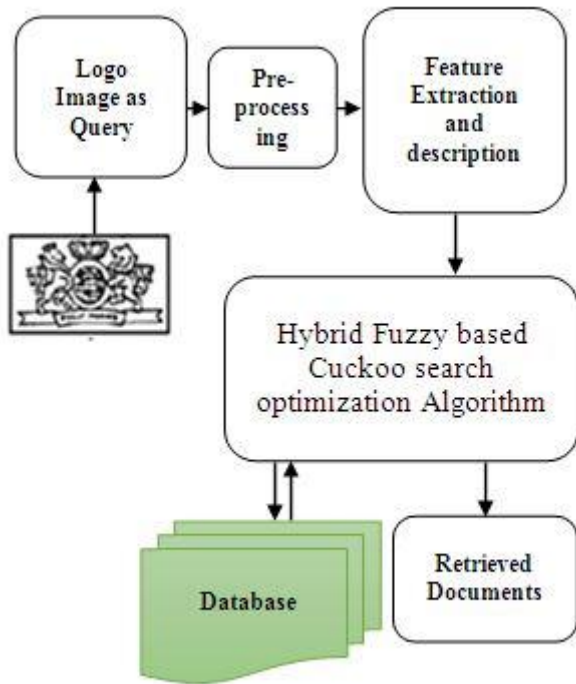 Logo
Image as
Query
Pre-
process
ing
Feature
Extraction
and
description
Hybrid Fuzzy based
Cuckoo search
optimization Algorithm
Database
Retrieved
Documents